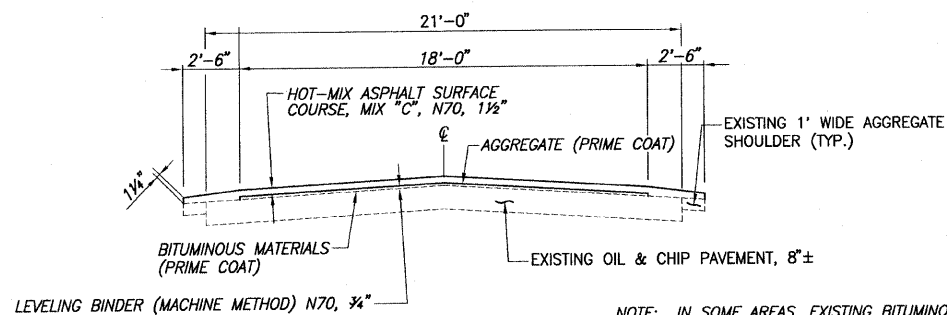 21'-0"
2'-6"
18'-0"
2'-6"
HOT-MIX ASPHALT SURFACE
COURSE, MIX "C", N70, 1½"
℄
AGGREGATE (PRIME COAT)
EXISTING 1' WIDE AGGREGATE
SHOULDER (TYP.)
1¼"
BITUMINOUS MATERIALS
(PRIME COAT)
EXISTING OIL & CHIP PAVEMENT, 8"±
LEVELING BINDER (MACHINE METHOD) N70, ¾"
NOTE: IN SOME AREAS, EXISTING BITUMINO